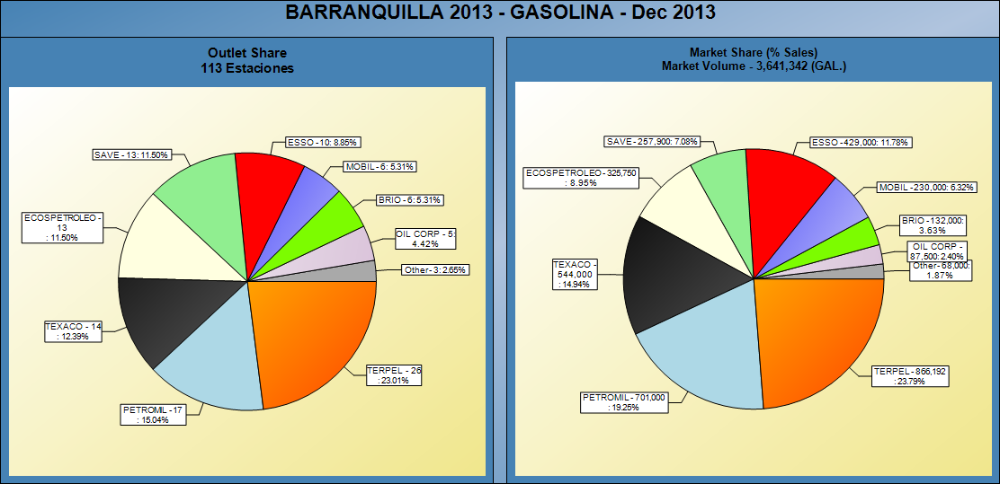 BARRANQUILLA 2013 - GASOLINA - Dec 2013
Outlet Share
113 Estaciones
ESSO - 10: 8.85%
SAVE - 13: 11.50%
MOBIL - 6: 5.31%
BRIO - 6: 5.31%
ECOSPETROLEO -
13
: 11.50%
OIL CORP - 5:
4.42%
Other - 3: 2.65%
TEXACO - 14
: 12.39%
TERPEL - 26
: 23.01%
PETROMIL - 17
: 15.04%
Market Share (% Sales)
Market Volume - 3,641,342 (GAL.)
SAVE - 257,900: 7.08%
ESSO - 429,000: 11.78%
ECOSPETROLEO - 325,750
: 8.95%
MOBIL - 230,000: 6.32%
BRIO - 132,000:
3.63%
OIL CORP -
87,500: 2.40%
Other - 68,000:
1.87%
TEXACO -
544,000
: 14.94%
TERPEL - 866,192
: 23.79%
PETROMIL - 701,000
: 19.25%